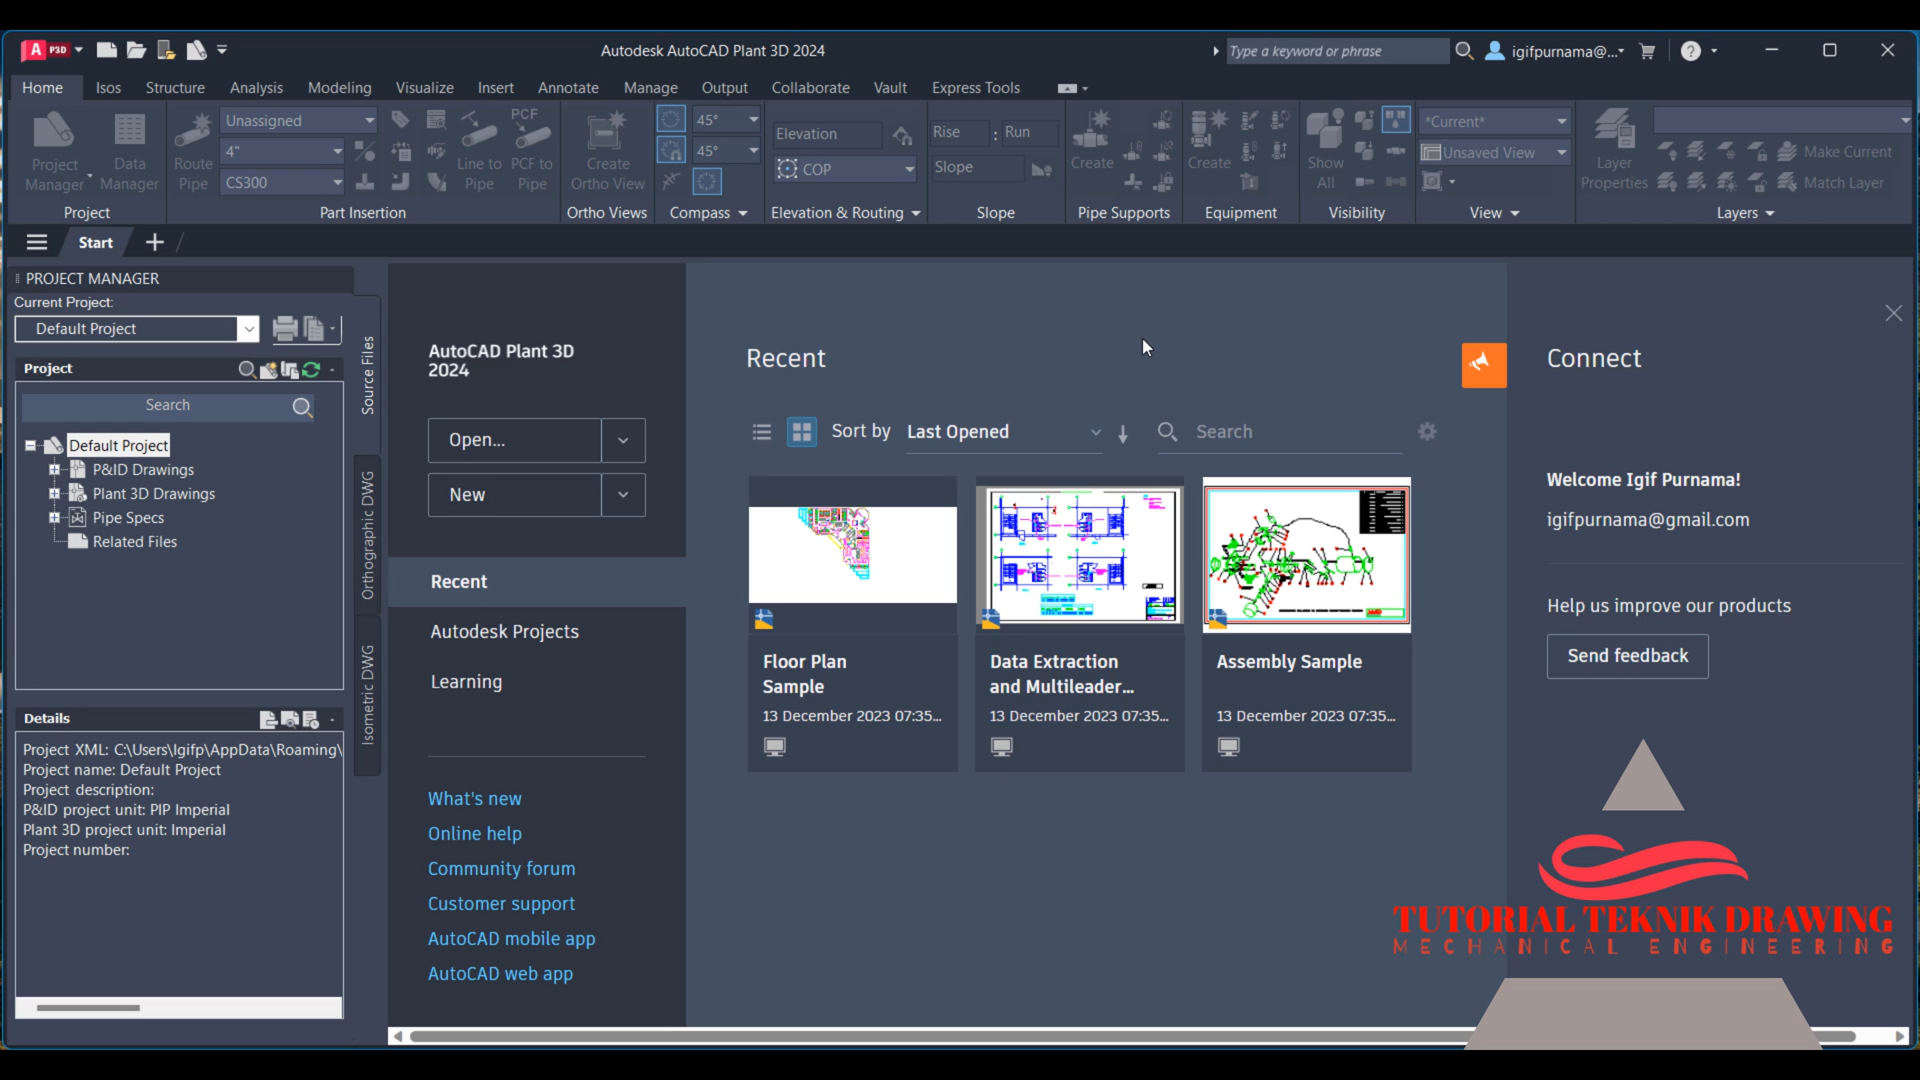 A P3D
Autodesk AutoCAD Plant 3D 2024
Type a keyword or phrase
igifpurnama@...
?
Home
Isos
Structure
Analysis
Modeling
Visualize
Insert
Annotate
Manage
Output
Collaborate
Vault
Express Tools
Project
Manager
Data
Manager
Route
Pipe
Unassigned
4"
CS300
Line to
Pipe
PCF
PCF to
Pipe
Create
Ortho View
45°
45°
Elevation
COP
Rise : Run
Slope
Create
Create
Show
All
*Current*
Unsaved View
Layer
Properties
Make Current
Match Layer
Project
Part Insertion
Ortho Views
Compass
Elevation & Routing
Slope
Pipe Supports
Equipment
Visibility
View
Layers
Start
PROJECT MANAGER
Current Project:
Default Project
Project
Search
Default Project
P&ID Drawings
Plant 3D Drawings
Pipe Specs
Related Files
Source Files
Orthographic DWG
Isometric DWG
Details
Project XML: C:\Users\Igifp\AppData\Roaming\
Project name: Default Project
Project description:
P&ID project unit: PIP Imperial
Plant 3D project unit: Imperial
Project number:
AutoCAD Plant 3D
2024
Open...
New
Recent
Autodesk Projects
Learning
What's new
Online help
Community forum
Customer support
AutoCAD mobile app
AutoCAD web app
Recent
Sort by
Last Opened
Search
Floor Plan
Sample
13 December 2023 07:35...
Data Extraction
and Multileader...
13 December 2023 07:35...
Assembly Sample
13 December 2023 07:35...
Connect
Welcome Igif Purnama!
igifpurnama@gmail.com
Help us improve our products
Send feedback
TUTORIAL TEKNIK DRAWING
MECHANICAL ENGINEERING